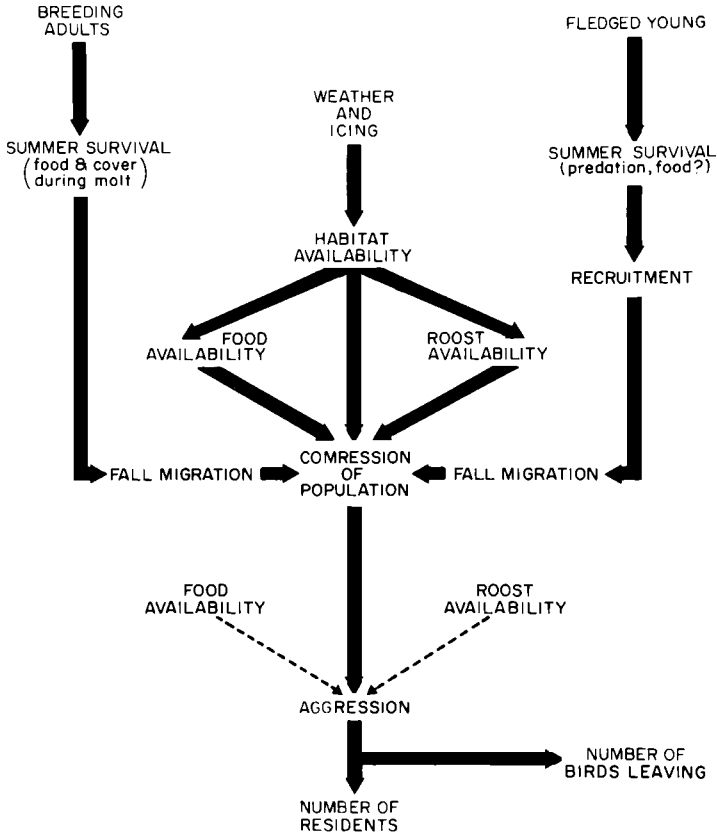 BREEDING
ADULTS
FLEDGED YOUNG
WEATHER
AND
ICING
SUMMER SURVIVAL
(food & cover
during molt)
SUMMER SURVIVAL
(predation, food?)
HABITAT
AVAILABILITY
RECRUITMENT
FOOD
AVAILABILITY
ROOST
AVAILABILITY
FALL MIGRATION
COMRESSION
OF
POPULATION
FALL MIGRATION
FOOD
AVAILABILITY
ROOST
AVAILABILITY
AGGRESSION
NUMBER OF
BIRDS LEAVING
NUMBER OF
RESIDENTS